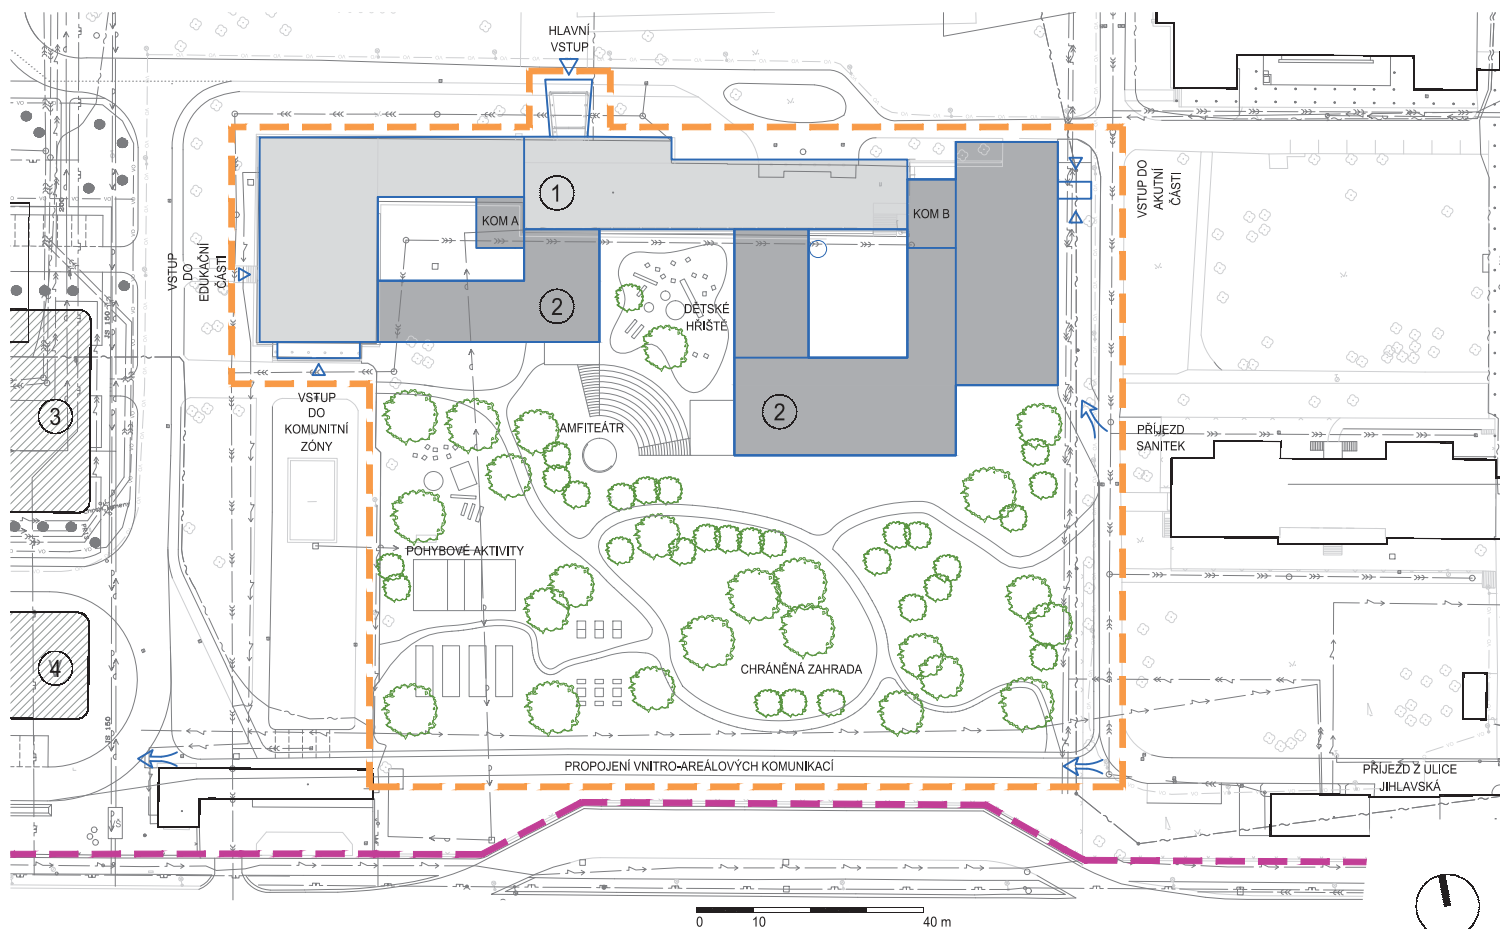 HLAVNÍ
VSTUP
1
KOM A
KOM B
VSTUP DO
AKUTNÍ
ČÁSTI
VSTUP
DO
EDUKAČNÍ
ČÁSTI
2
DĚTSKÉ
HŘIŠTĚ
3
VSTUP
DO
KOMUNITNÍ
ZÓNY
AMFITEÁTR
2
PŘÍJEZD
SANITEK
POHYBOVÉ AKTIVITY
4
CHRÁNĚNÁ ZAHRADA
PROPOJENÍ VNITRO-AREÁLOVÝCH KOMUNIKACÍ
PŘÍJEZD Z ULICE
JIHLAVSKÁ
0 10 40 m